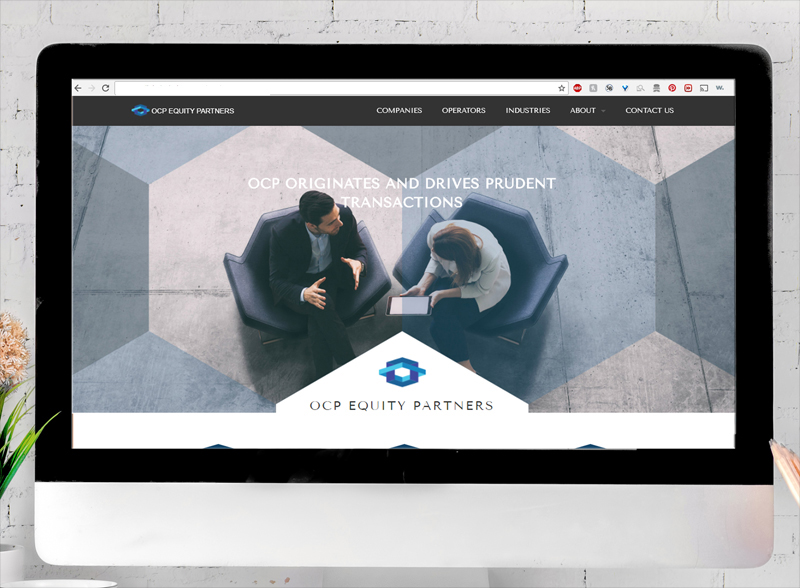 OCP EQUITY PARTNERS
COMPANIES OPERATORS INDUSTRIES ABOUT CONTACT US
OCP ORIGINATES AND DRIVES PRUDENT
TRANSACTIONS
OCP EQUITY PARTNERS